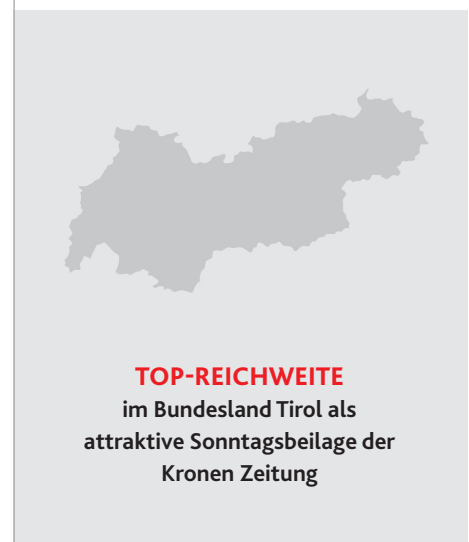 TOP-REICHWEITE
im Bundesland Tirol als
attraktive Sonntagsbeilage der
Kronen Zeitung